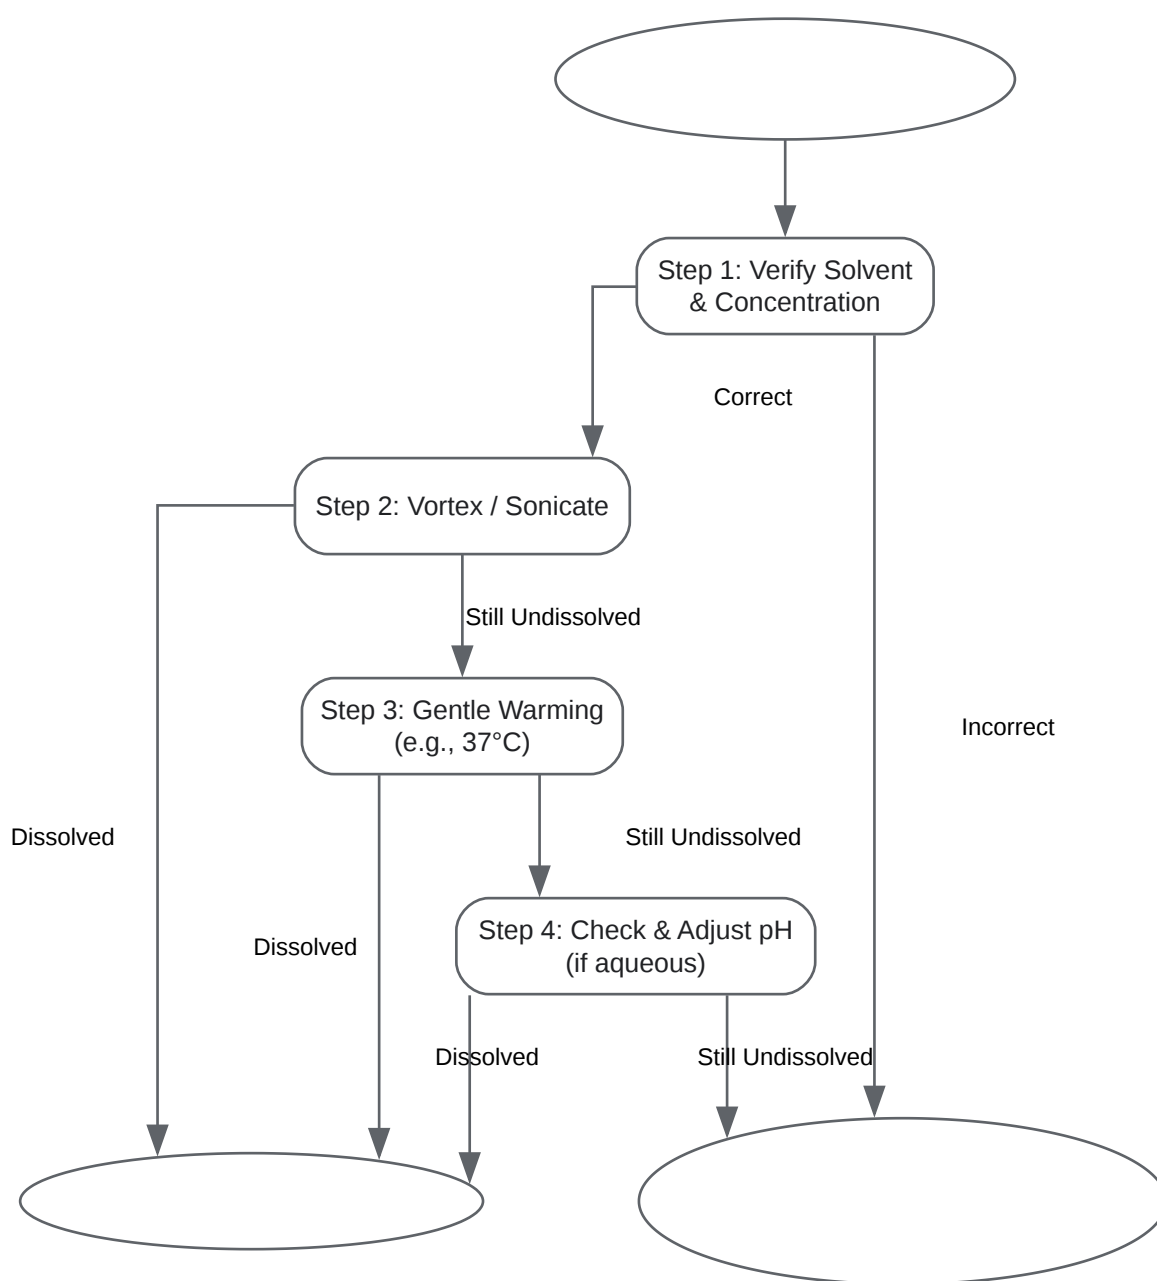 Step 1: Verify Solvent
& Concentration
Correct
Step 2: Vortex / Sonicate
Still Undissolved
Step 3: Gentle Warming
(e.g., 37°C)
Incorrect
Dissolved
Still Undissolved
Step 4: Check & Adjust pH
(if aqueous)
Dissolved
Dissolved
Still Undissolved